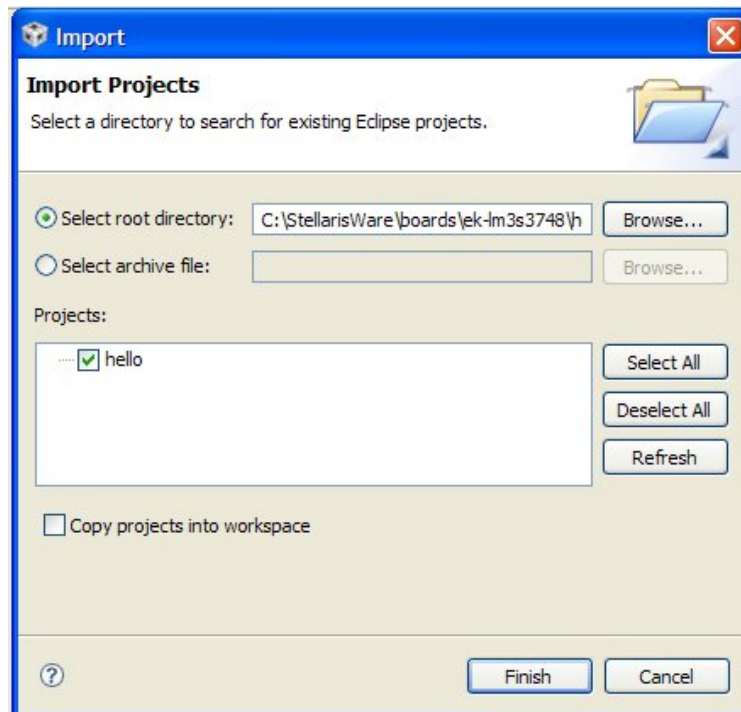 Import
Import Projects
Select a directory to search for existing Eclipse projects.
Select root directory: C:\StellarisWare\boards\ek-lm3s3748\h Browse...
Select archive file: Browse...
Projects:
hello
Select All
Deselect All
Refresh
Copy projects into workspace
? Finish Cancel